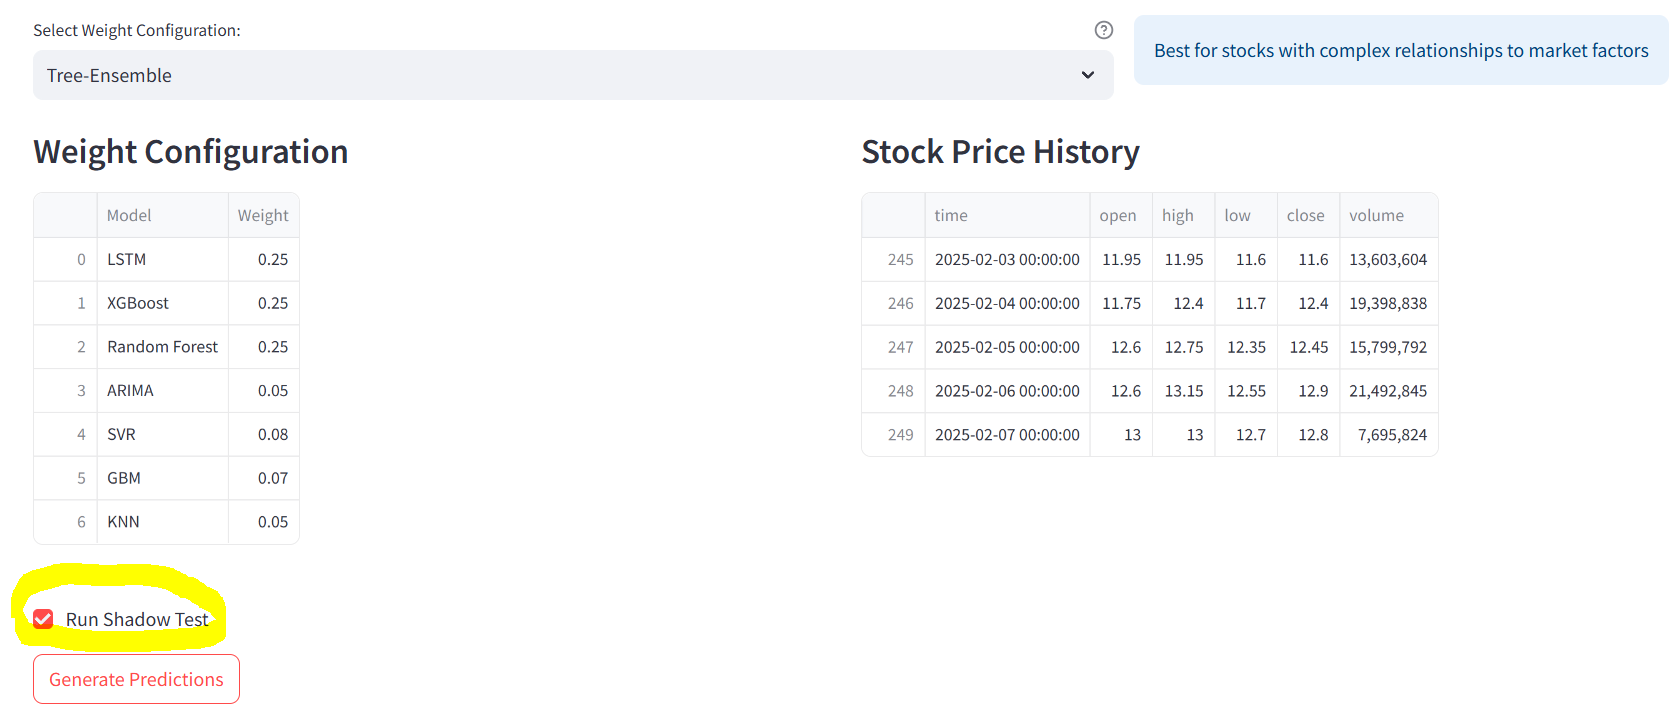 Select Weight Configuration:
Tree-Ensemble
Best for stocks with complex relationships to market factors
Weight Configuration
Model Weight
0 LSTM 0.25
1 XGBoost 0.25
2 Random Forest 0.25
3 ARIMA 0.05
4 SVR 0.08
5 GBM 0.07
6 KNN 0.05
Stock Price History
time open high low close volume
245 2025-02-03 00:00:00 11.95 11.95 11.6 11.6 13,603,604
246 2025-02-04 00:00:00 11.75 12.4 11.7 12.4 19,398,838
247 2025-02-05 00:00:00 12.6 12.75 12.35 12.45 15,799,792
248 2025-02-06 00:00:00 12.6 13.15 12.55 12.9 21,492,845
249 2025-02-07 00:00:00 13 13 12.7 12.8 7,695,824
Run Shadow Test
Generate Predictions